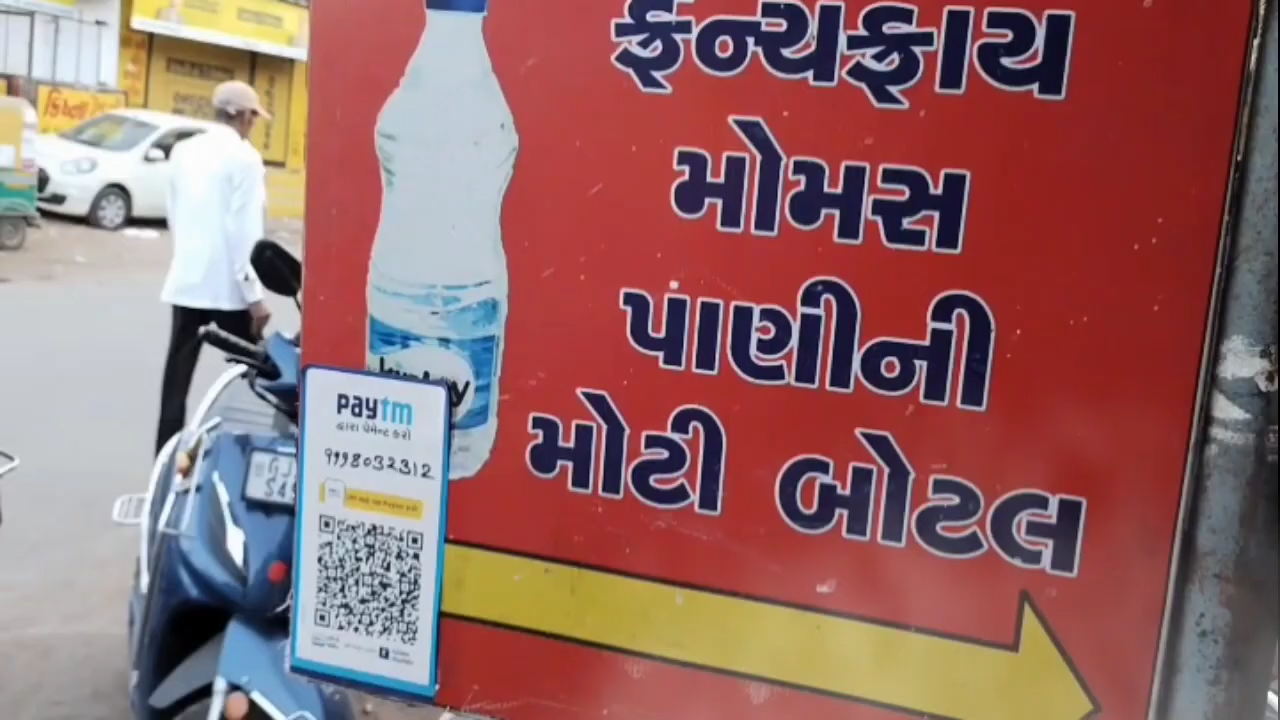 ફ્રેન્ચફ્રાય
મોમસ
પાણીની
મોટી બોટલ
paytm
દ્વારા પેમેન્ટ કરો
9998032312